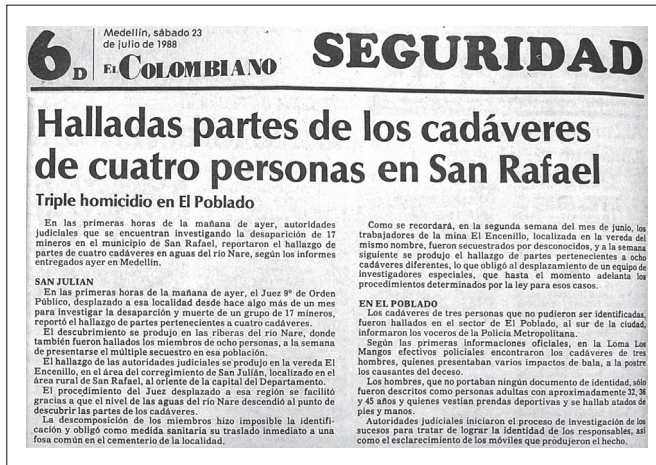 6D
Medellín, sábado 23
de julio de 1988
EL COLOMBIANO
SEGURIDAD
Halladas partes de los cadáveres
de cuatro personas en San Rafael
Triple homicidio en El Poblado
En las primeras horas de la mañana de ayer, autoridades
judiciales que se encuentran investigando la desaparición de 17
mineros en el municipio de San Rafael, reportaron el hallazgo de
partes de cuatro cadáveres en aguas del río Nare, según los informes
entregados ayer en Medellín.
SAN JULIAN
En las primeras horas de la mañana de ayer, el Juez 9º de Orden
Público, desplazado a esa localidad desde hace algo más de un mes
para investigar la desaparición y muerte de un grupo de 17 mineros,
reportó el hallazgo de partes pertenecientes a cuatro cadáveres.
El descubrimiento se produjo en las riberas del río Nare, donde
también fueron hallados los miembros de ocho personas, a la semana
de presentarse el múltiple secuestro en esa población.
El hallazgo de las autoridades judiciales se produjo en la vereda El
Encenillo, en el área del corregimiento de San Julián, localizado en el
área rural de San Rafael, al oriente de la capital del Departamento.
El procedimiento del Juez desplazado a esa región se facilitó
gracias a que el nivel de las aguas del río Nare descendió al punto de
descubrir las partes de los cadáveres.
La descomposición de los miembros hizo imposible la identifi-
cación y obligó como medida sanitaria su traslado inmediato a una
fosa común en el cementerio de la localidad.
Como se recordará, en la segunda semana del mes de junio, los
trabajadores de la mina El Encenillo, localizada en la vereda del
mismo nombre, fueron secuestrados por desconocidos, y a la semana
siguiente se produjo el hallazgo de partes pertenecientes a ocho
cadáveres diferentes, lo que obligó al desplazamiento de un equipo de
investigadores especiales, que hasta el momento adelanta los
procedimientos determinados por la ley para esos casos.
EN EL POBLADO
Los cadáveres de tres personas que no pudieron ser identificadas,
fueron hallados en el sector de El Poblado, al sur de la ciudad,
informaron los voceros de la Policía Metropolitana.
Según las primeras informaciones oficiales, en la Loma Los
Mangos efectivos policiales encontraron los cadáveres de tres
hombres, quienes presentaban varios impactos de bala, a la postre
los causantes del deceso.
Los hombres, que no portaban ningún documento de identidad, sólo
fueron descritos como personas adultas con aproximadamente 32, 36
y 45 años y quienes vestían prendas deportivas y se hallab atados de
pies y manos.
Autoridades judiciales iniciaron el proceso de investigación de los
sucesos para tratar de lograr la identidad de los responsables, así
como el esclarecimiento de los móviles que produjeron el hecho.